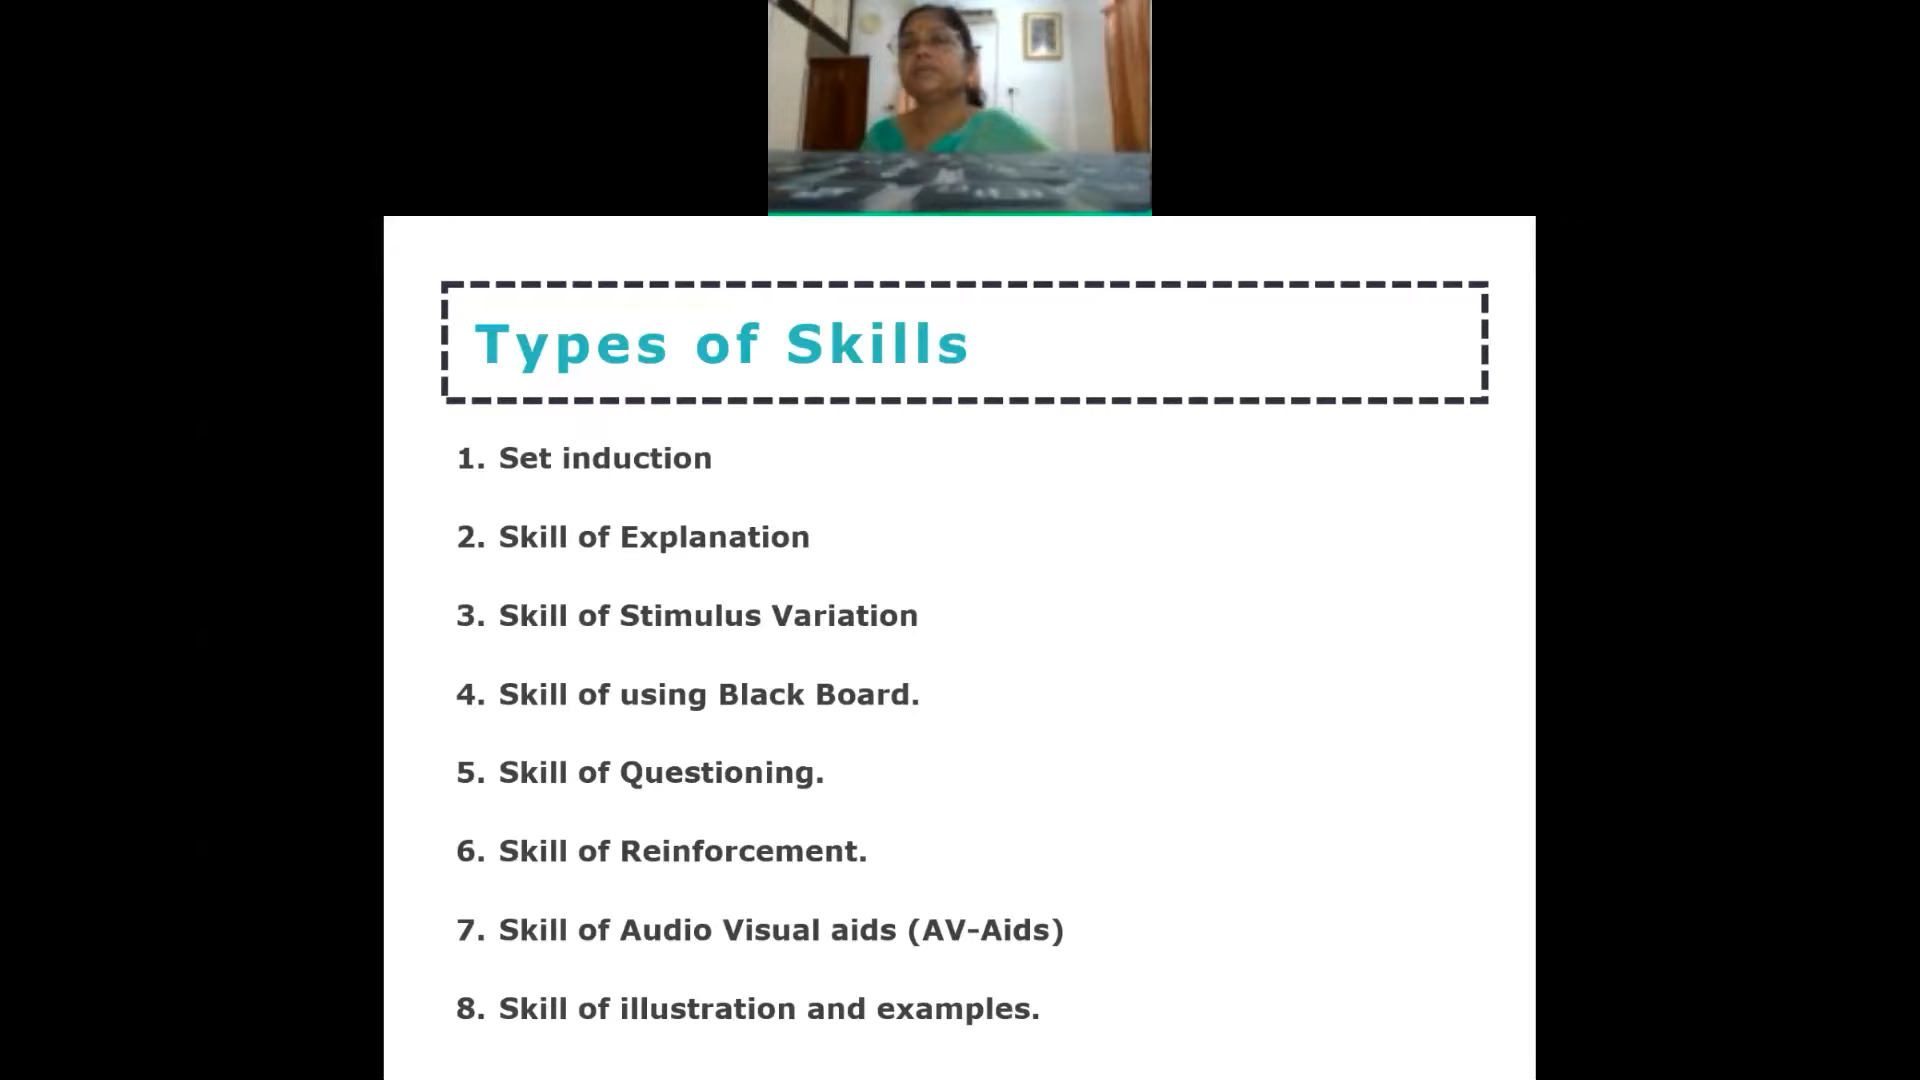 Types of Skills
1. Set induction
2. Skill of Explanation
3. Skill of Stimulus Variation
4. Skill of using Black Board.
5. Skill of Questioning.
6. Skill of Reinforcement.
7. Skill of Audio Visual aids (AV-Aids)
8. Skill of illustration and examples.